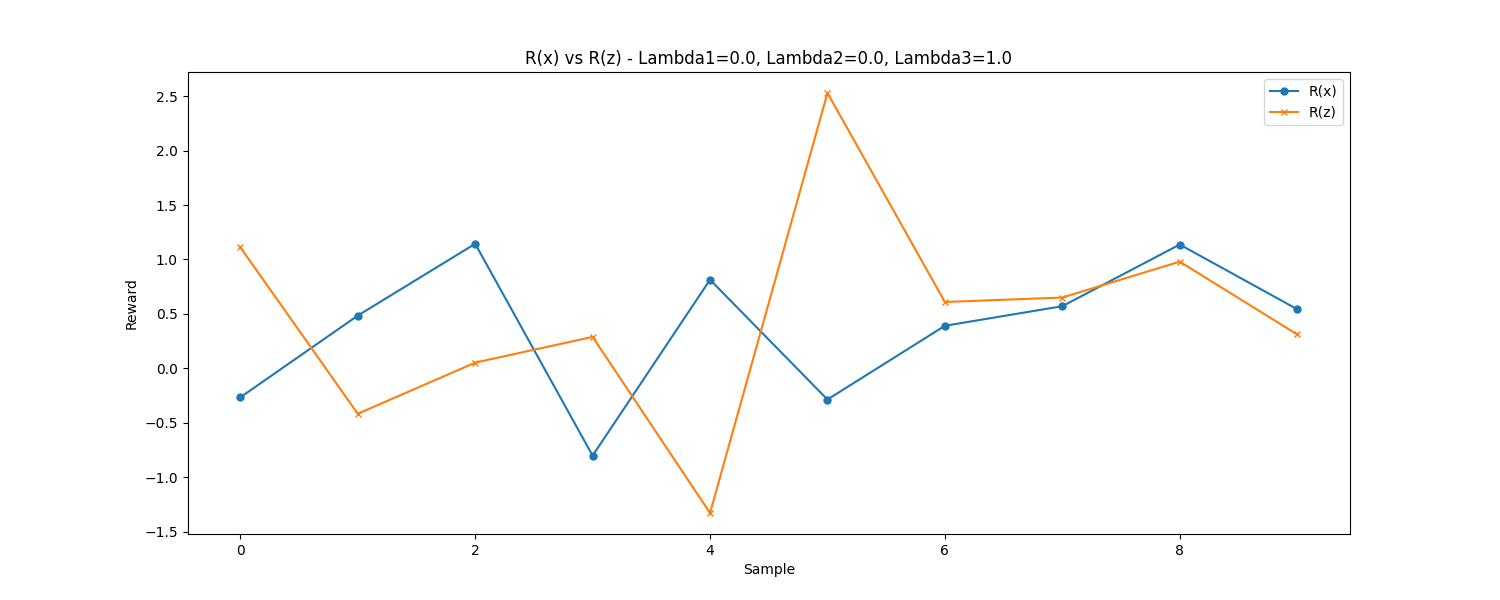 R(x) vs R(z) - Lambda1=0.0, Lambda2=0.0, Lambda3=1.0
R(x)
R(z)
2.5
2.0
1.5
1.0
0.5
0.0
−0.5
−1.0
−1.5
Reward
0 2 4 6 8
Sample